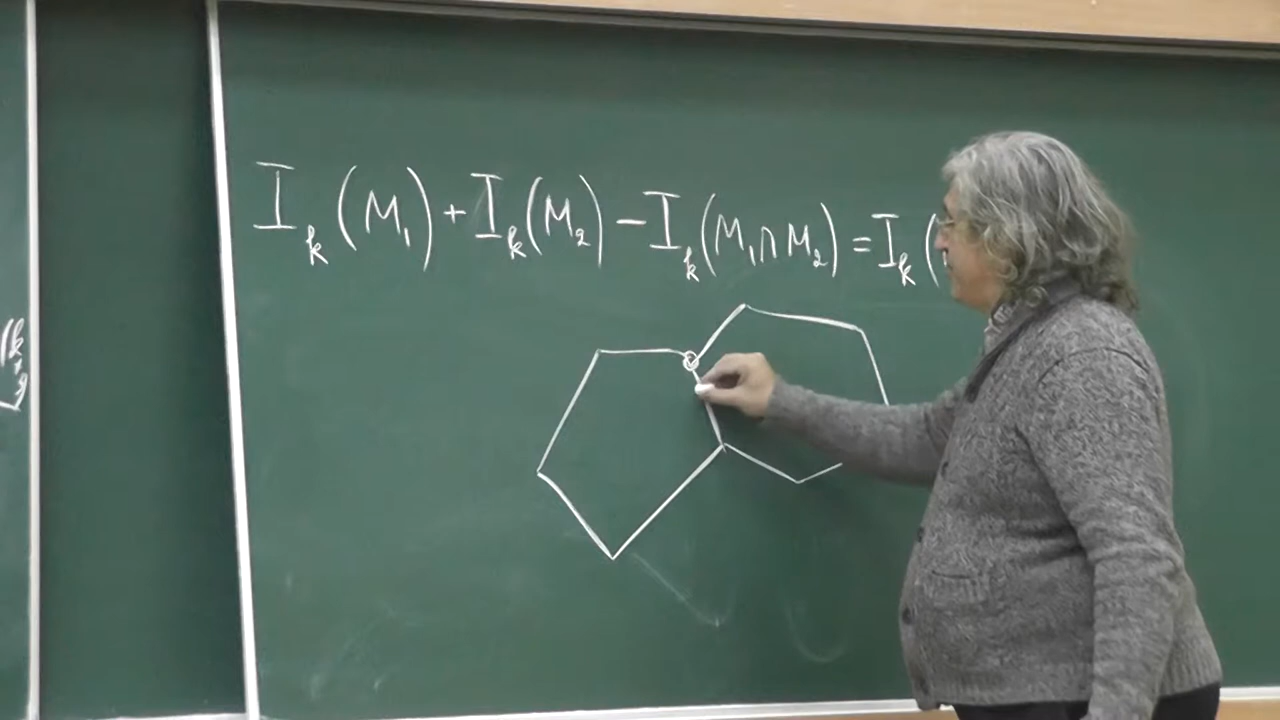 I_k(M_1) + I_k(M_2) - I_k(M_1 ∩ M_2) = I_k(